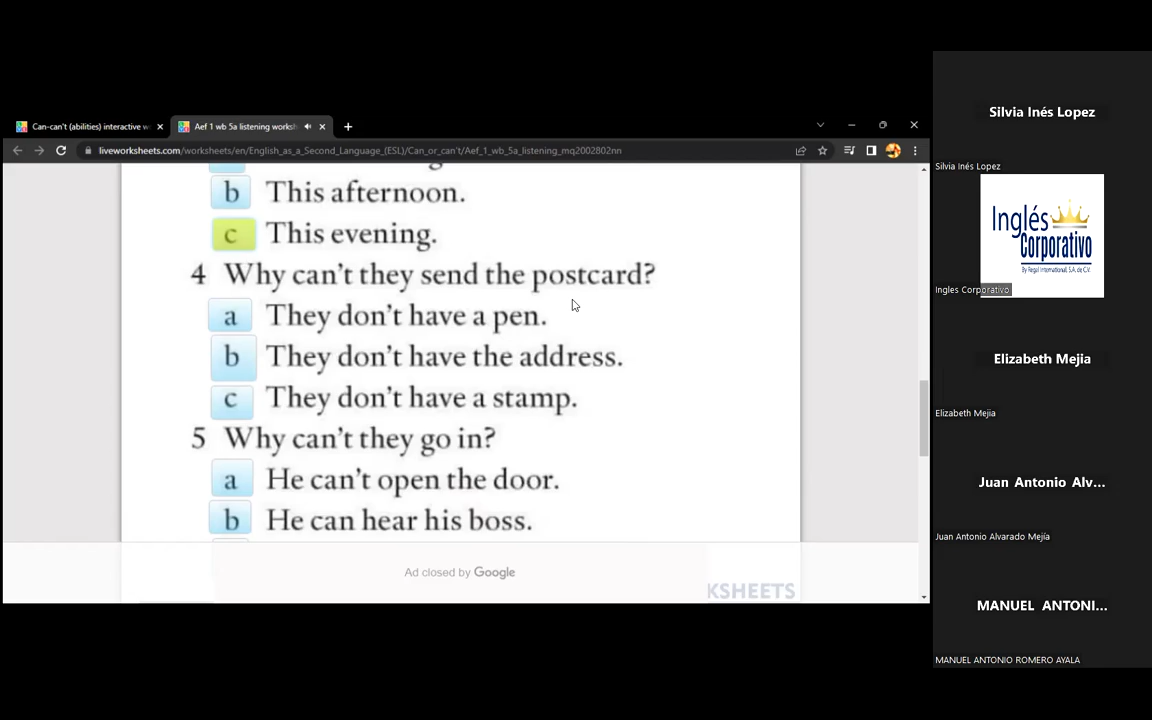 Can-can't (abilities) interactive w
Aef 1 wb 5a listening worksh
liveworksheets.com/worksheets/en/English_as_a_Second_Language_(ESL)/Can_or_can't/Aef_1_wb_5a_listening_mq2002802nn
b This afternoon.
c This evening.
4 Why can't they send the postcard?
a They don't have a pen.
b They don't have the address.
c They don't have a stamp.
5 Why can't they go in?
a He can't open the door.
b He can hear his boss.
Ad closed by Google
KSHEETS
Silvia Inés Lopez
Silvia Inés Lopez
Inglés
Corporativo
By Regal International, S.A. de C.V.
Ingles Corporativo
Elizabeth Mejia
Elizabeth Mejia
Juan Antonio Alv...
Juan Antonio Alvarado Mejía
MANUEL ANTONI...
MANUEL ANTONIO ROMERO AYALA